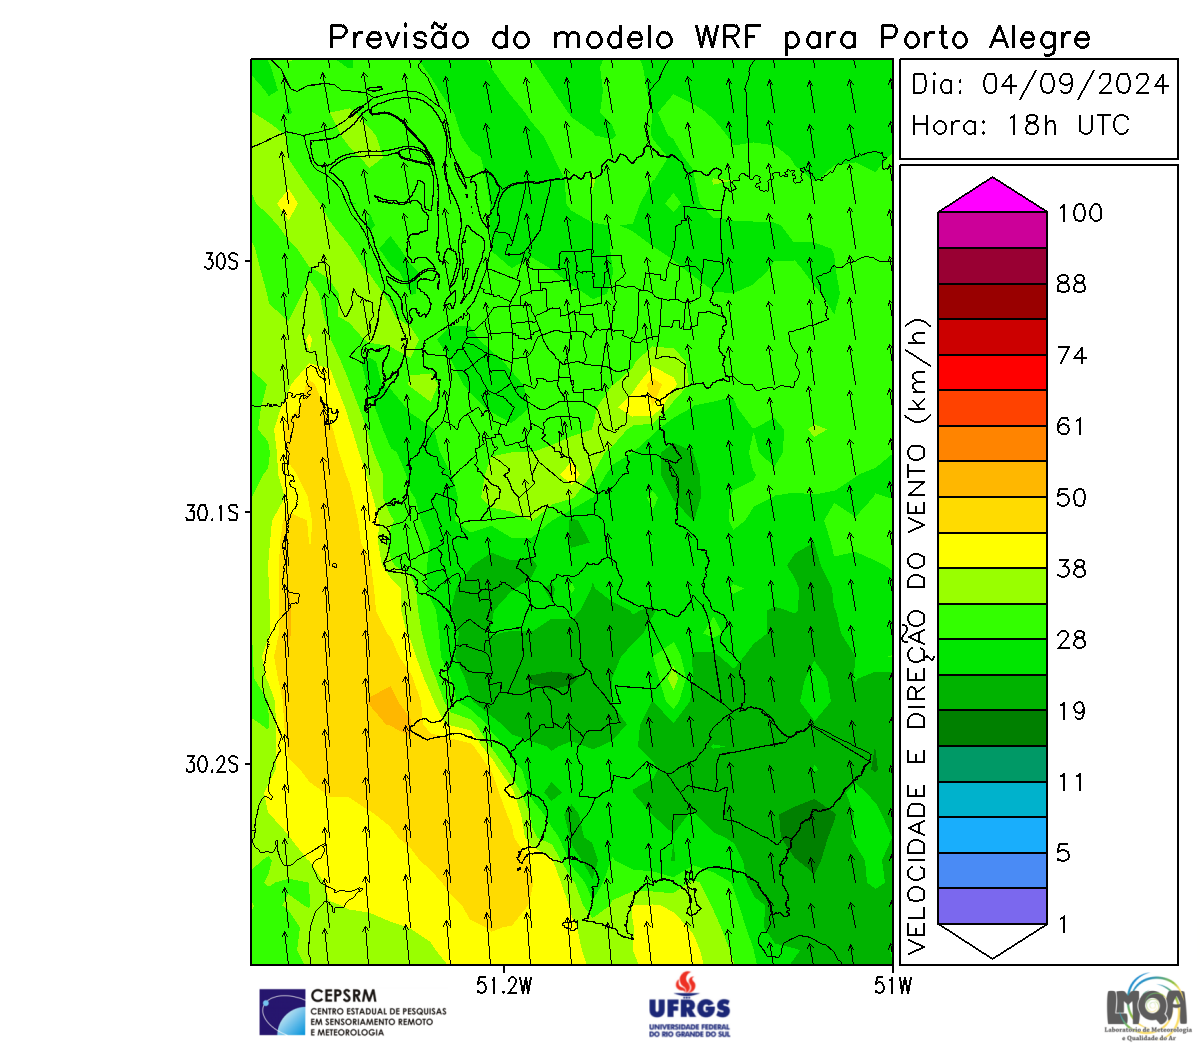 Previsão do modelo WRF para Porto Alegre
Dia: 04/09/2024
Hora: 18h UTC
30S
30.1S
30.2S
51.2W
51W
VELOCIDADE E DIREÇÃO DO VENTO (km/h)
100
88
74
61
50
38
28
19
11
5
1
CEPSRM
CENTRO ESTADUAL DE PESQUISAS
EM SENSORIAMENTO REMOTO
E METEOROLOGIA
UFRGS
UNIVERSIDADE FEDERAL
DO RIO GRANDE DO SUL
LMQA
Laboratório de Meteorologia
e Qualidade do Ar